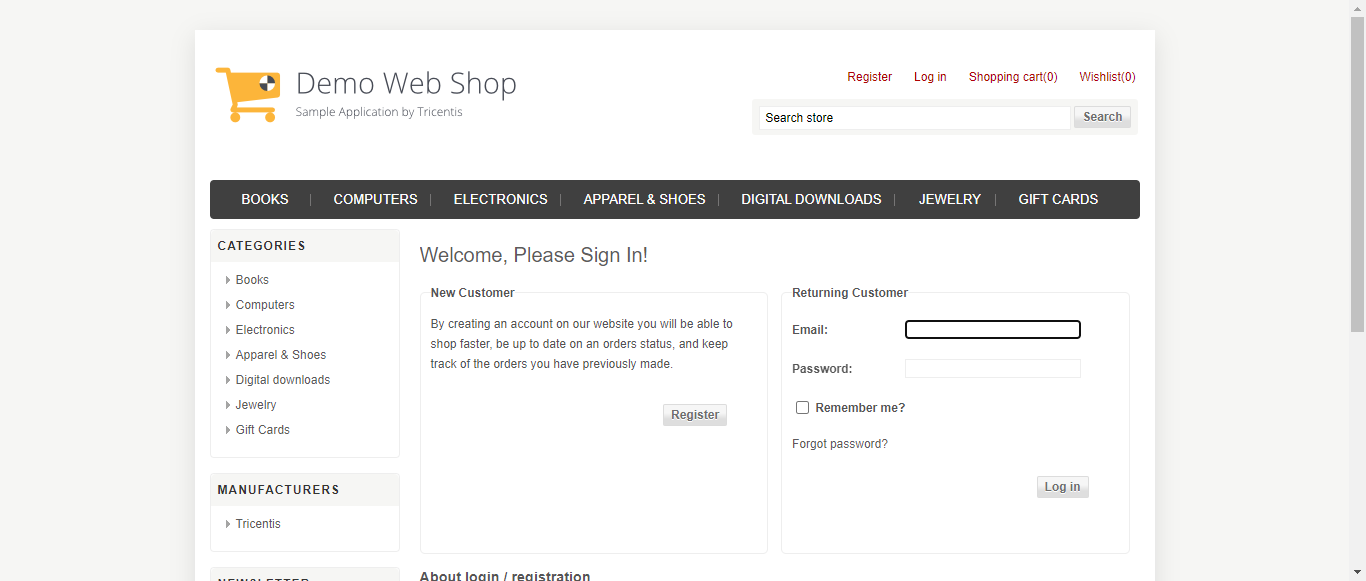 Demo Web Shop
Sample Application by Tricentis
Register Log in Shopping cart(0) Wishlist(0)
Search store Search
BOOKS COMPUTERS ELECTRONICS APPAREL & SHOES DIGITAL DOWNLOADS JEWELRY GIFT CARDS
CATEGORIES
Books
Computers
Electronics
Apparel & Shoes
Digital downloads
Jewelry
Gift Cards
MANUFACTURERS
Tricentis
NEWSLETTER
Welcome, Please Sign In!
New Customer
By creating an account on our website you will be able to
shop faster, be up to date on an orders status, and keep
track of the orders you have previously made.
Register
Returning Customer
Email:
Password:
Remember me?
Forgot password?
Log in
About login / registration